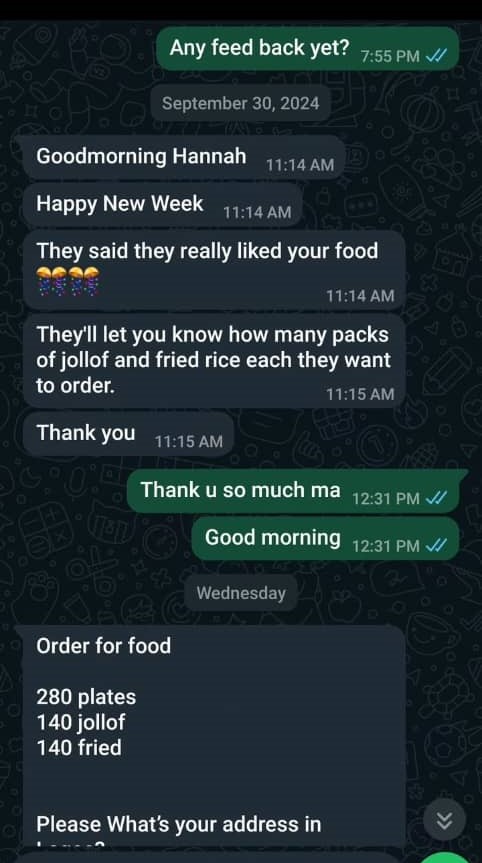 Any feed back yet? 7:55 PM
September 30, 2024
Goodmorning Hannah 11:14 AM
Happy New Week 11:14 AM
They said they really liked your food
11:14 AM
They'll let you know how many packs
of jollof and fried rice each they want
to order. 11:15 AM
Thank you 11:15 AM
Thank u so much ma 12:31 PM
Good morning 12:31 PM
Wednesday
Order for food
280 plates
140 jollof
140 fried
Please What's your address in